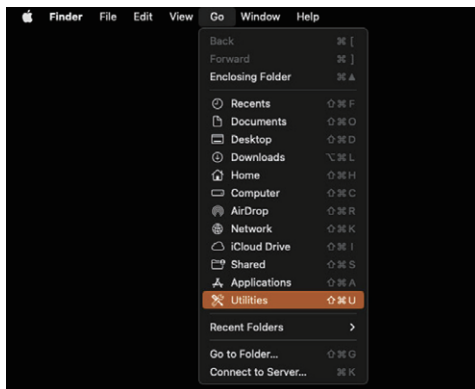 Finder File Edit View Go Window Help
Back ⌘ [
Forward ⌘ ]
Enclosing Folder ⌘ ▲
Recents ⇧ ⌘ F
Documents ⇧ ⌘ O
Desktop ⇧ ⌘ D
Downloads ⌥ ⌘ L
Home ⇧ ⌘ H
Computer ⇧ ⌘ C
AirDrop ⇧ ⌘ R
Network ⇧ ⌘ K
iCloud Drive ⇧ ⌘ I
Shared ⇧ ⌘ S
Applications ⇧ ⌘ A
Utilities ⇧ ⌘ U
Recent Folders >
Go to Folder... ⇧ ⌘ G
Connect to Server... ⌘ K